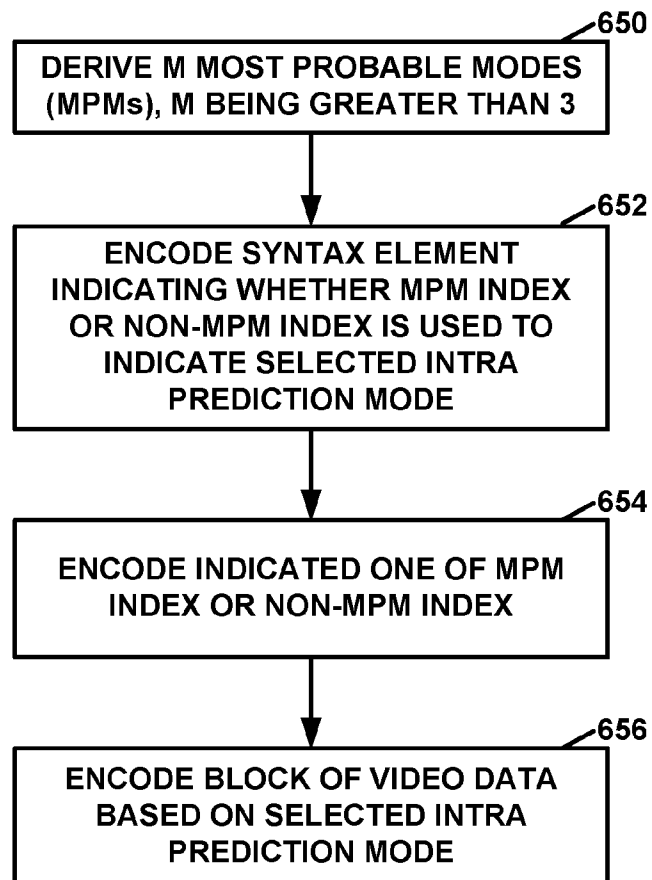 650
DERIVE M MOST PROBABLE MODES
(MPMs), M BEING GREATER THAN 3
652
ENCODE SYNTAX ELEMENT
INDICATING WHETHER MPM INDEX
OR NON-MPM INDEX IS USED TO
INDICATE SELECTED INTRA
PREDICTION MODE
654
ENCODE INDICATED ONE OF MPM
INDEX OR NON-MPM INDEX
656
ENCODE BLOCK OF VIDEO DATA
BASED ON SELECTED INTRA
PREDICTION MODE